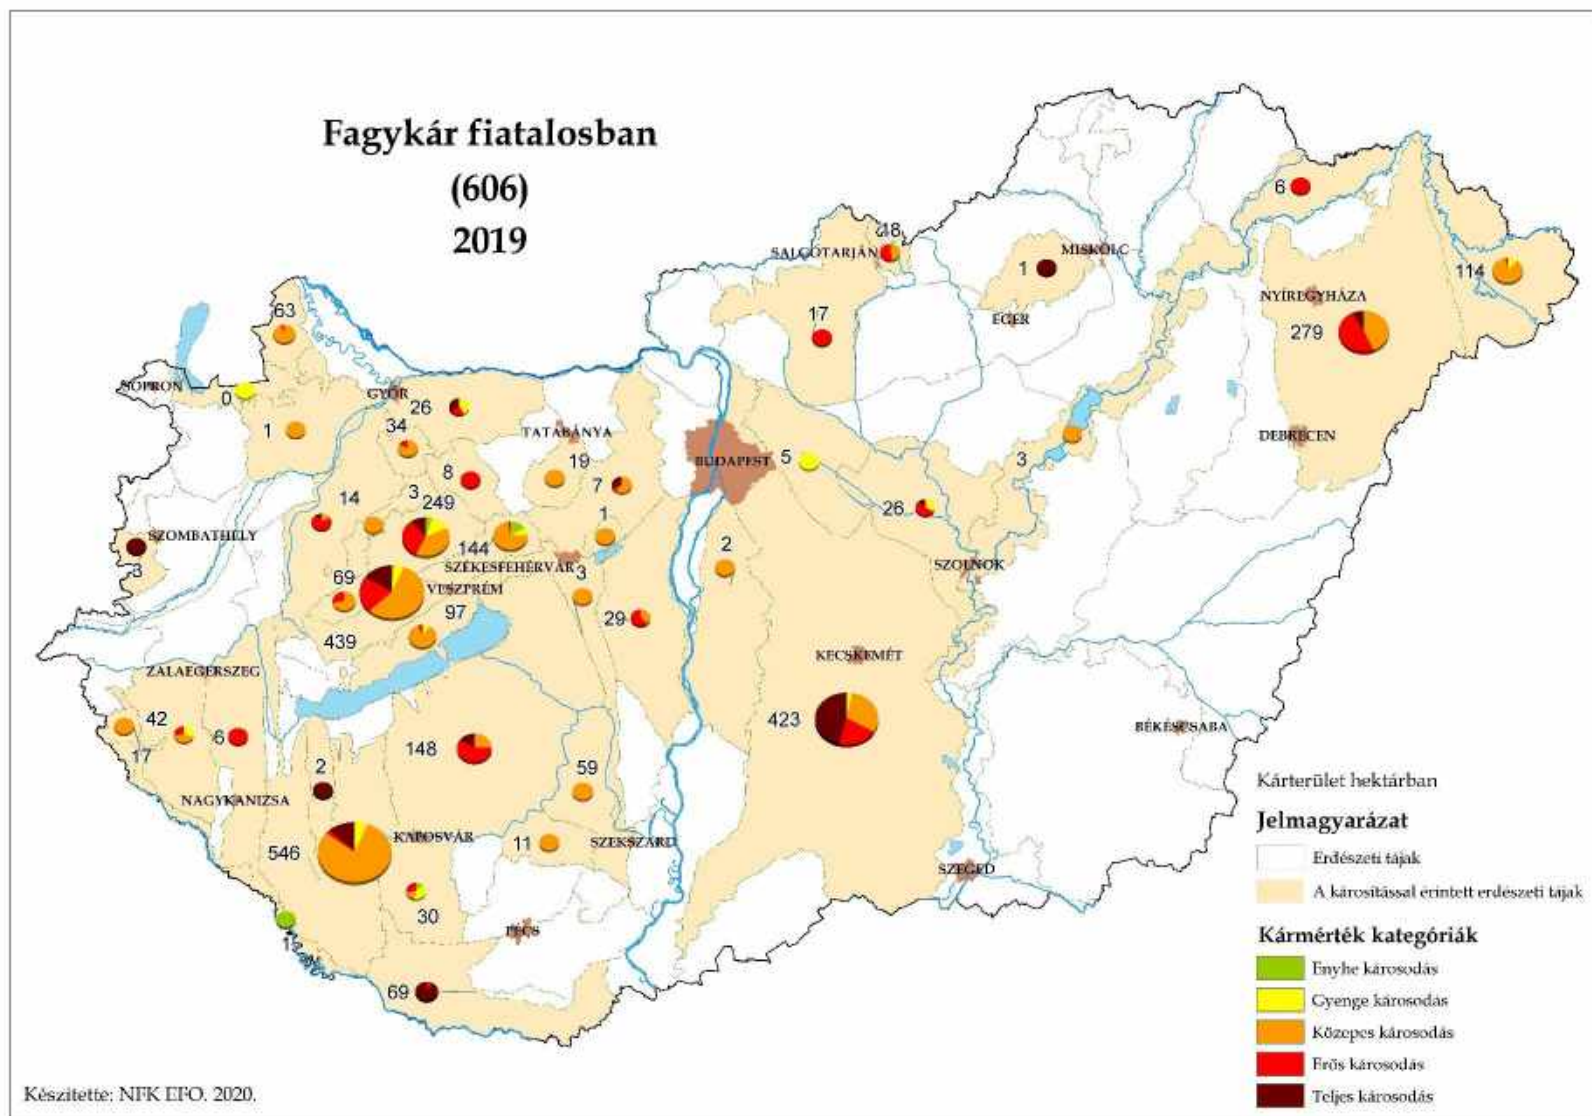 Fagykár fiatalosban
(606)
2019
6
48
SALGÓTARJÁN
MISKOLC
1
114
NYÍREGYHÁZA
63
17
EGER
279
SOPRON
0
GYŐR
26
1
34
TATABÁNYA
DEBRECEN
BUDAPEST
5
3
8
19
7
14
3
249
26
1
SZOMBATHELY
144
2
SZÉKESFEHÉRVÁR
SZOLNOK
3
69
VESZPRÉM
3
97
29
439
KECSKEMÉT
ZALAEGERSZEG
42
6
423
BÉKÉSCSABA
17
148
2
59
NAGYKANIZSA
KAPOSVÁR
11
SZEKSZÁRD
546
SZEGED
30
PÉCS
69
Kárterület hektárban
Jelmagyarázat
Erdészeti tájak
A károsítással érintett erdészeti tájak
Kármérték kategóriák
Enyhe károsodás
Gyenge károsodás
Közepes károsodás
Erős károsodás
Teljes károsodás
Készítette: NFK EFO. 2020.